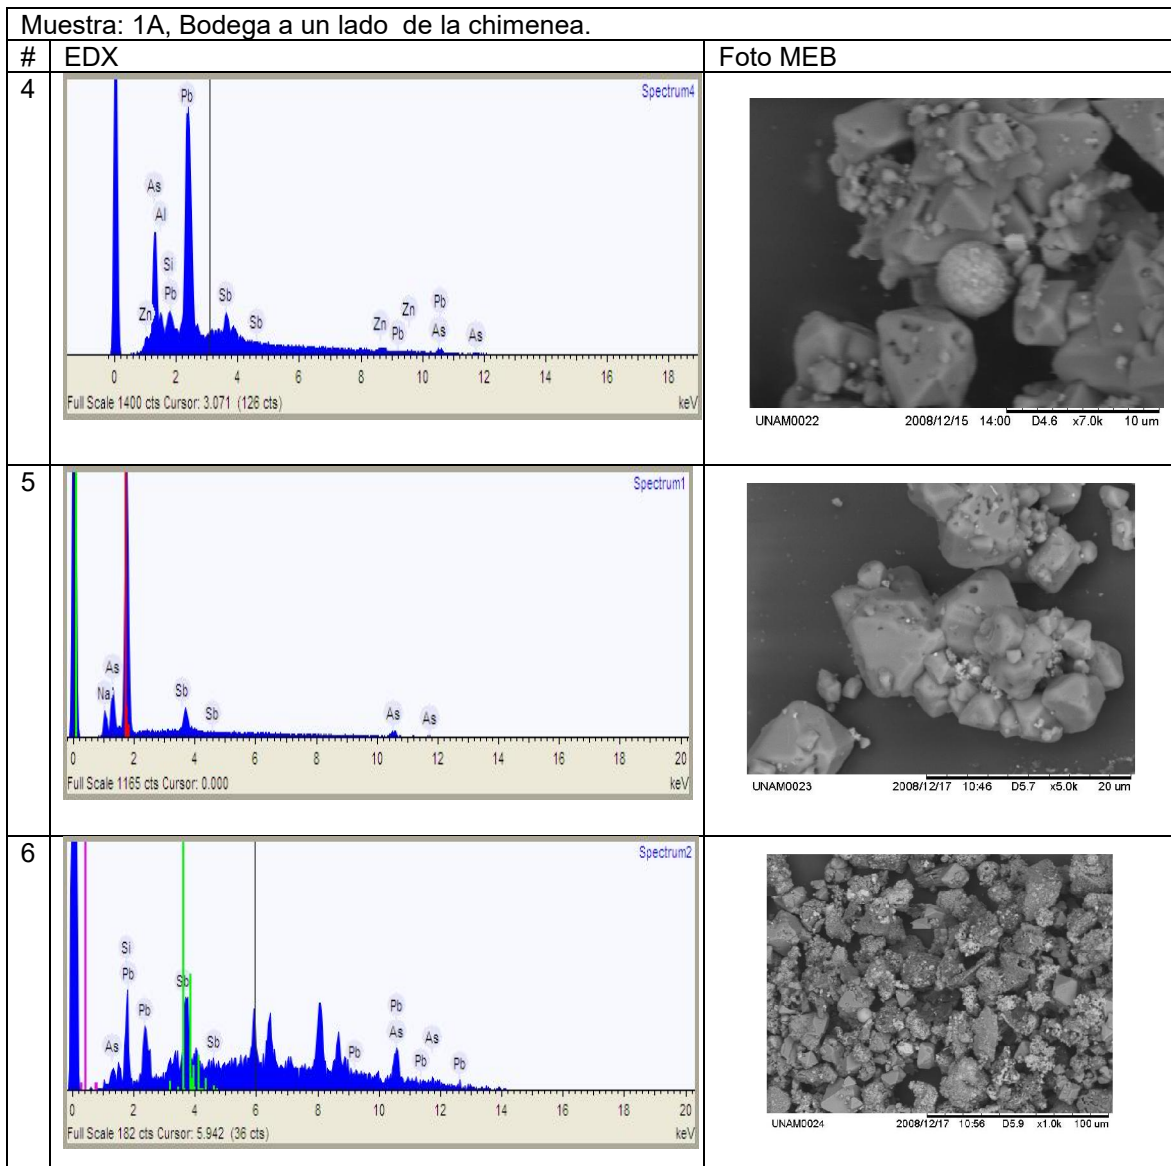 Muestra: 1A, Bodega a un lado de la chimenea.
# EDX Foto MEB
4
Spectrum4
Pb
As
Al
Si
Pb
Zn
Sb
Sb
Zn
Zn
Pb
Pb
As
As
0 2 4 6 8 10 12 14 16 18
Full Scale 1400 cts Cursor: 3.071 (126 cts) keV
UNAM0022 2008/12/15 14:00 D4.6 x7.0k 10 um
5
Spectrum1
As
Na
Sb
Sb
As
As
0 2 4 6 8 10 12 14 16 18 20
Full Scale 1165 cts Cursor: 0.000 keV
UNAM0023 2008/12/17 10:46 D5.7 x5.0k 20 um
6
Spectrum2
Si
Pb
As
Pb
Sb
Sb
Pb
Pb
As
Pb
As
Pb
0 2 4 6 8 10 12 14 16 18 20
Full Scale 182 cts Cursor: 5.942 (36 cts) keV
UNAM0024 2008/12/17 10:56 D5.9 x1.0k 100 um